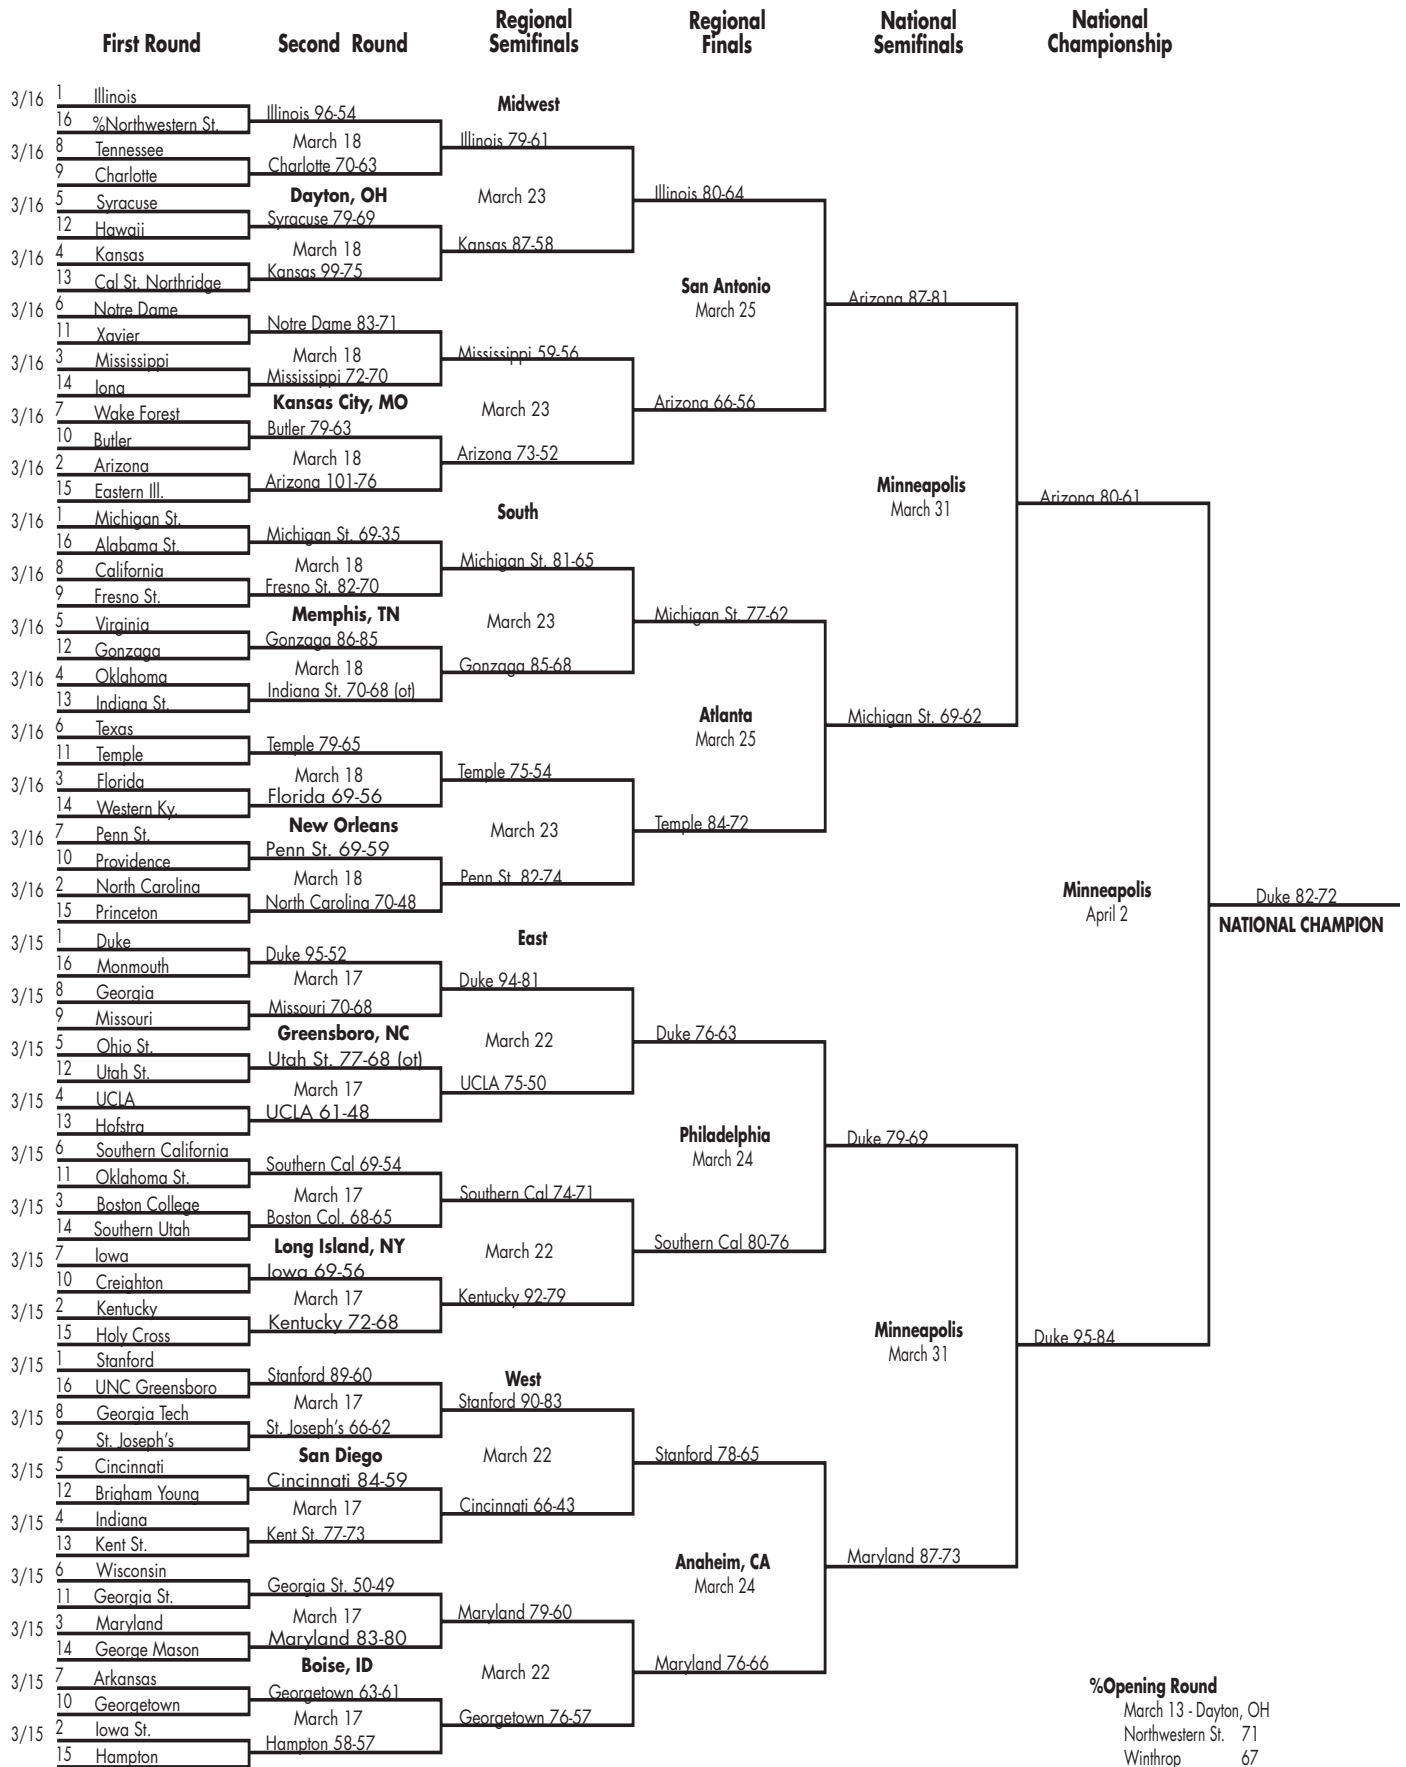 First Round
Second Round
Regional
Semifinals
Regional
Finals
National
Semifinals
National
Championship
3/16 1 Illinois
16 %Northwestern St.
3/16 8 Tennessee
9 Charlotte
3/16 5 Syracuse
12 Hawaii
3/16 4 Kansas
13 Cal St. Northridge
3/16 6 Notre Dame
11 Xavier
3/16 3 Mississippi
14 Iona
3/16 7 Wake Forest
10 Butler
3/16 2 Arizona
15 Eastern Ill.
3/16 1 Michigan St.
16 Alabama St.
3/16 8 California
9 Fresno St.
3/16 5 Virginia
12 Gonzaga
3/16 4 Oklahoma
13 Indiana St.
3/16 6 Texas
11 Temple
3/16 3 Florida
14 Western Ky.
3/16 7 Penn St.
10 Providence
3/16 2 North Carolina
15 Princeton
3/15 1 Duke
16 Monmouth
3/15 8 Georgia
9 Missouri
3/15 5 Ohio St.
12 Utah St.
3/15 4 UCLA
13 Hofstra
3/15 6 Southern California
11 Oklahoma St.
3/15 3 Boston College
14 Southern Utah
3/15 7 Iowa
10 Creighton
3/15 2 Kentucky
15 Holy Cross
3/15 1 Stanford
16 UNC Greensboro
3/15 8 Georgia Tech
9 St. Joseph's
3/15 5 Cincinnati
12 Brigham Young
3/15 4 Indiana
13 Kent St.
3/15 6 Wisconsin
11 Georgia St.
3/15 3 Maryland
14 George Mason
3/15 7 Arkansas
10 Georgetown
3/15 2 Iowa St.
15 Hampton
Illinois 96-54
March 18
Charlotte 70-63
Dayton, OH
Syracuse 79-69
March 18
Kansas 99-75
Notre Dame 83-71
March 18
Mississippi 72-70
Kansas City, MO
Butler 79-63
March 18
Arizona 101-76
Michigan St. 69-35
March 18
Fresno St. 82-70
Memphis, TN
Gonzaga 86-85
March 18
Indiana St. 70-68 (ot)
Temple 79-65
March 18
Florida 69-56
New Orleans
Penn St. 69-59
March 18
North Carolina 70-48
Duke 95-52
March 17
Missouri 70-68
Greensboro, NC
Utah St. 77-68 (ot)
March 17
UCLA 61-48
Southern Cal 69-54
March 17
Boston Col. 68-65
Long Island, NY
Iowa 69-56
March 17
Kentucky 72-68
Stanford 89-60
March 17
St. Joseph's 66-62
San Diego
Cincinnati 84-59
March 17
Kent St. 77-73
Georgia St. 50-49
March 17
Maryland 83-80
Boise, ID
Georgetown 63-61
March 17
Hampton 58-57
Midwest
Illinois 79-61
March 23
Kansas 87-58
Mississippi 59-56
March 23
Arizona 73-52
South
Michigan St. 81-65
March 23
Gonzaga 85-68
Temple 75-54
March 23
Penn St. 82-74
East
Duke 94-81
March 22
UCLA 75-50
Southern Cal 74-71
March 22
Kentucky 92-79
West
Stanford 90-83
March 22
Cincinnati 66-43
Maryland 79-60
March 22
Georgetown 76-57
Illinois 80-64
San Antonio
March 25
Arizona 66-56
Michigan St. 77-62
Atlanta
March 25
Temple 84-72
Duke 76-63
Philadelphia
March 24
Southern Cal 80-76
Stanford 78-65
Anaheim, CA
March 24
Maryland 76-66
Arizona 87-81
Minneapolis
March 31
Michigan St. 69-62
Duke 79-69
Minneapolis
March 31
Maryland 87-73
Arizona 80-61
Minneapolis
April 2
Duke 95-84
Duke 82-72
NATIONAL CHAMPION
%Opening Round
March 13 - Dayton, OH
Northwestern St. 71
Winthrop 67